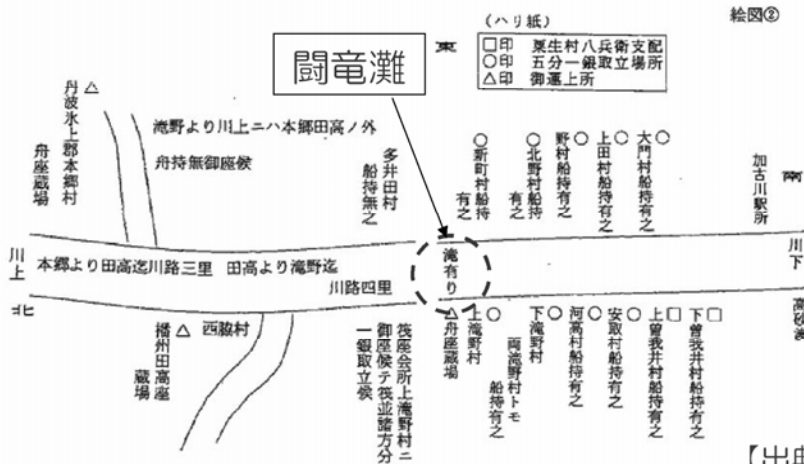 絵図②
(ハリ紙)
□印 粟生村八兵衛支配
○印 五分一銀取立場所
△印 御運上所
闘竜灘
東
南
北
川上
川下
加古川駅所
大門村船持有之
○
上田村船持有之
○
野村船持有之
○
○北野村船持有之
○新町村船持有之
多井田村船持無之
滝野より川上ニハ本郷田高ノ外
舟持無御座候
△
丹波氷上郡本郷村
舟座蔵場
本郷より田高迄川路三里 田高より滝野迄
川路四里
滝有り
高砂湊
下曽我井村船持有之
□
上曽我井村船持有之
□
安取村船持有之
○
河高村船持有之
○
下滝野村
○
両滝野村トモ船持有之
上滝野村
○
△舟座蔵場
筏座会所上滝野村ニ
御座候テ筏並諸方分
一銀取立候
西脇村
△
播州田高座
蔵場